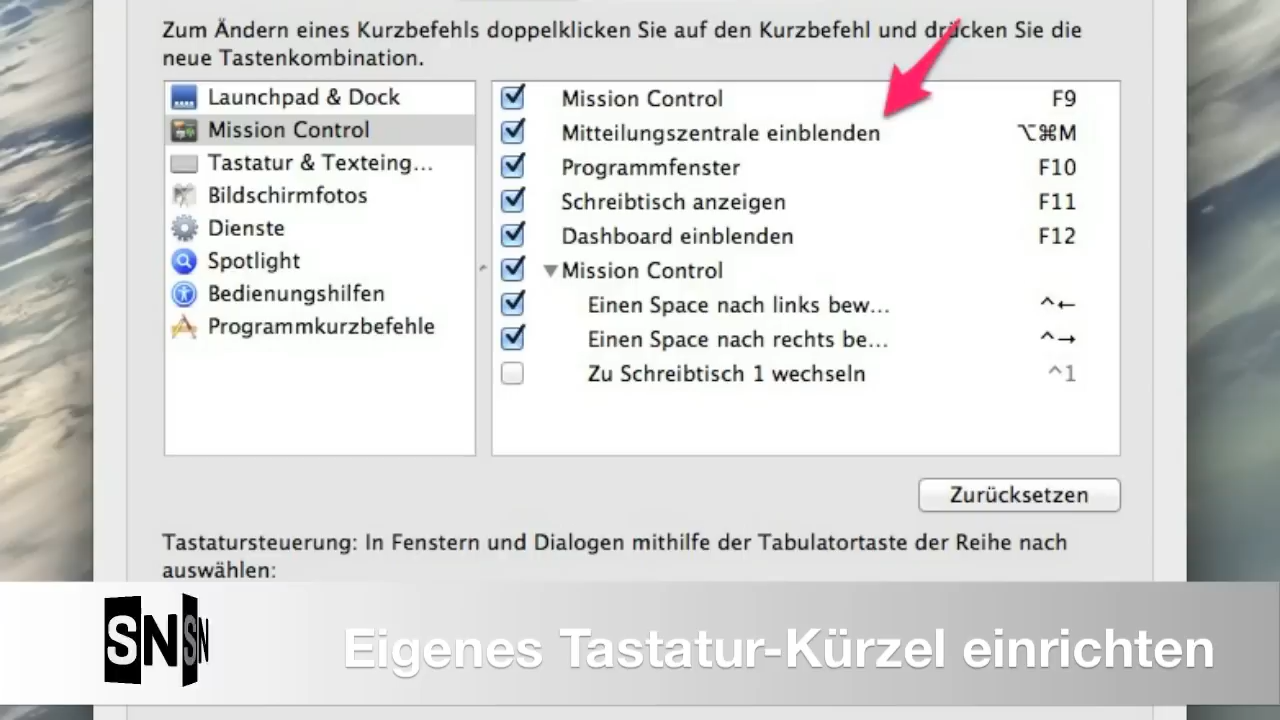 Zum Ändern eines Kurzbefehls doppelklicken Sie auf den Kurzbefehl und drücken Sie die
neue Tastenkombination.
Launchpad & Dock
Mission Control
Tastatur & Texteing...
Bildschirmfotos
Dienste
Spotlight
Bedienungshilfen
Programmkurzbefehle
Mission Control F9
Mitteilungszentrale einblenden ⌥⌘M
Programmfenster F10
Schreibtisch anzeigen F11
Dashboard einblenden F12
Mission Control
Einen Space nach links bew... ^←
Einen Space nach rechts be... ^→
Zu Schreibtisch 1 wechseln ^1
Zurücksetzen
Tastatursteuerung: In Fenstern und Dialogen mithilfe der Tabulatortaste der Reihe nach
auswählen:
SN SN
Eigenes Tastatur-Kürzel einrichten